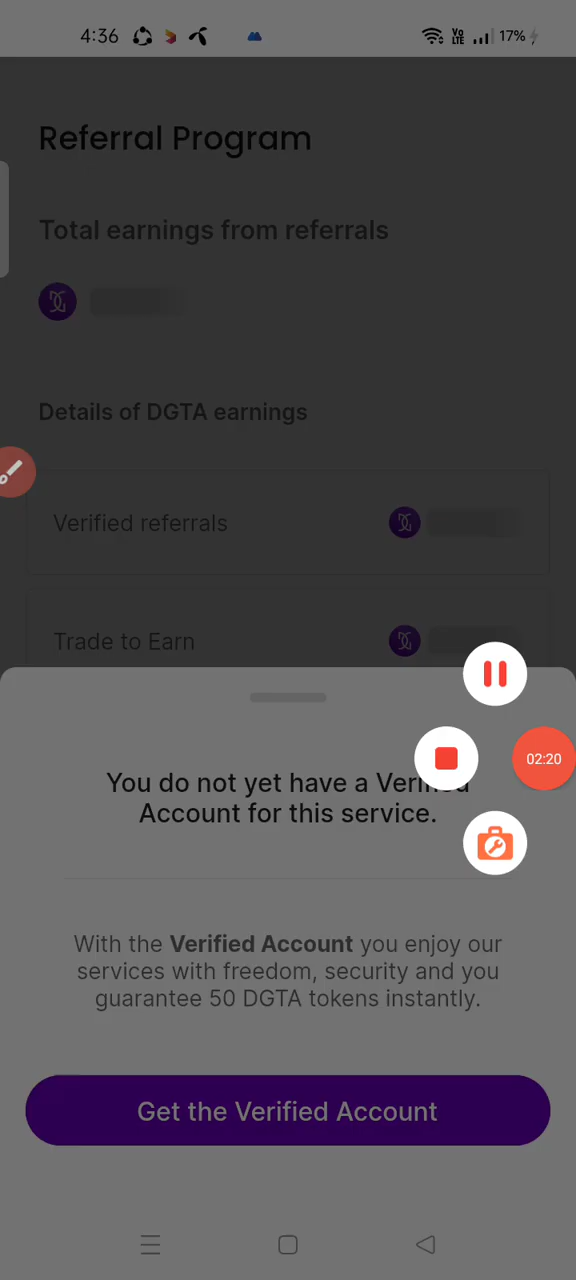 4:36
Vo
LTE
17%
Referral Program
Total earnings from referrals
Details of DGTA earnings
Verified referrals
Trade to Earn
02:20
You do not yet have a Verified
Account for this service.
With the Verified Account you enjoy our
services with freedom, security and you
guarantee 50 DGTA tokens instantly.
Get the Verified Account